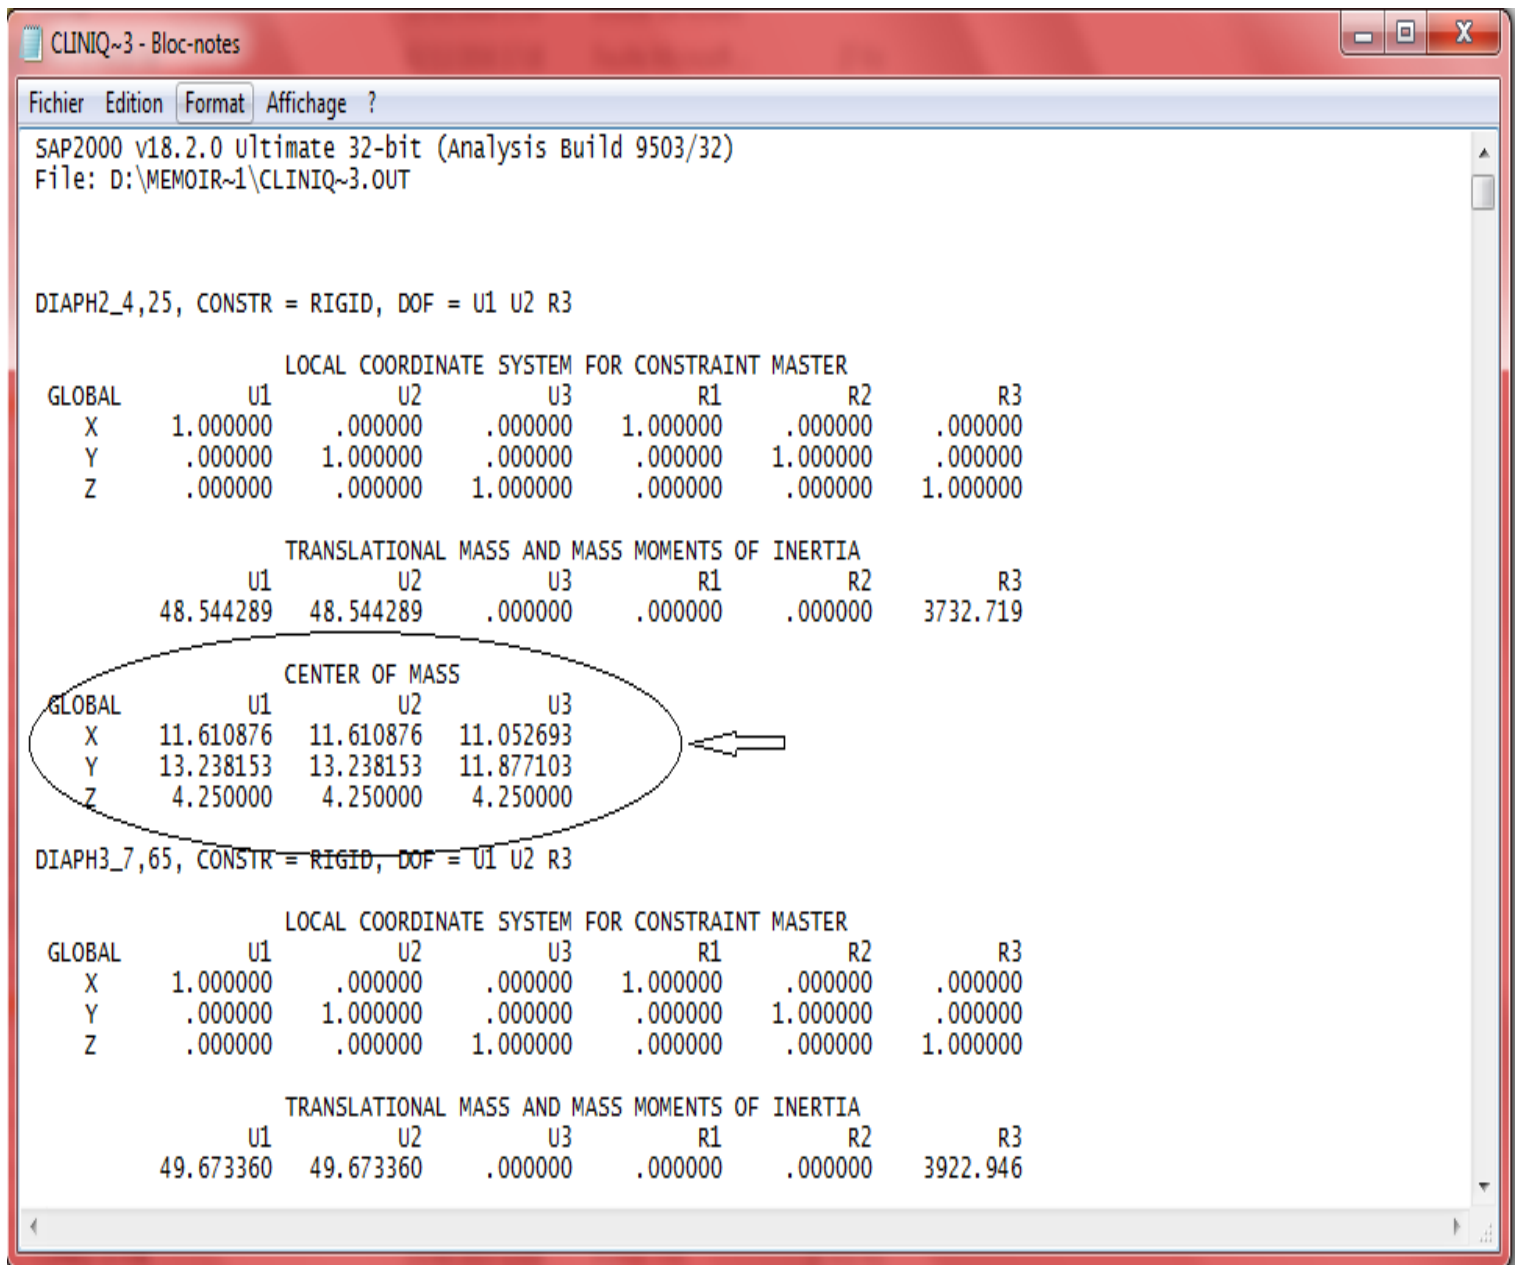 CLINIQ~3 - Bloc-notes
Fichier Edition Format Affichage ?
SAP2000 v18.2.0 Ultimate 32-bit (Analysis Build 9503/32)
File: D:\MEMOIR~1\CLINIQ~3.OUT
DIAPH2_4,25, CONSTR = RIGID, DOF = U1 U2 R3
LOCAL COORDINATE SYSTEM FOR CONSTRAINT MASTER
GLOBAL U1 U2 U3 R1 R2 R3
X 1.000000 .000000 .000000 1.000000 .000000 .000000
Y .000000 1.000000 .000000 .000000 1.000000 .000000
Z .000000 .000000 1.000000 .000000 .000000 1.000000
TRANSLATIONAL MASS AND MASS MOMENTS OF INERTIA
U1 U2 U3 R1 R2 R3
48.544289 48.544289 .000000 .000000 .000000 3732.719
CENTER OF MASS
GLOBAL U1 U2 U3
X 11.610876 11.610876 11.052693
Y 13.238153 13.238153 11.877103
Z 4.250000 4.250000 4.250000
DIAPH3_7,65, CONSTR = RIGID, DOF = U1 U2 R3
LOCAL COORDINATE SYSTEM FOR CONSTRAINT MASTER
GLOBAL U1 U2 U3 R1 R2 R3
X 1.000000 .000000 .000000 1.000000 .000000 .000000
Y .000000 1.000000 .000000 .000000 1.000000 .000000
Z .000000 .000000 1.000000 .000000 .000000 1.000000
TRANSLATIONAL MASS AND MASS MOMENTS OF INERTIA
U1 U2 U3 R1 R2 R3
49.673360 49.673360 .000000 .000000 .000000 3922.946